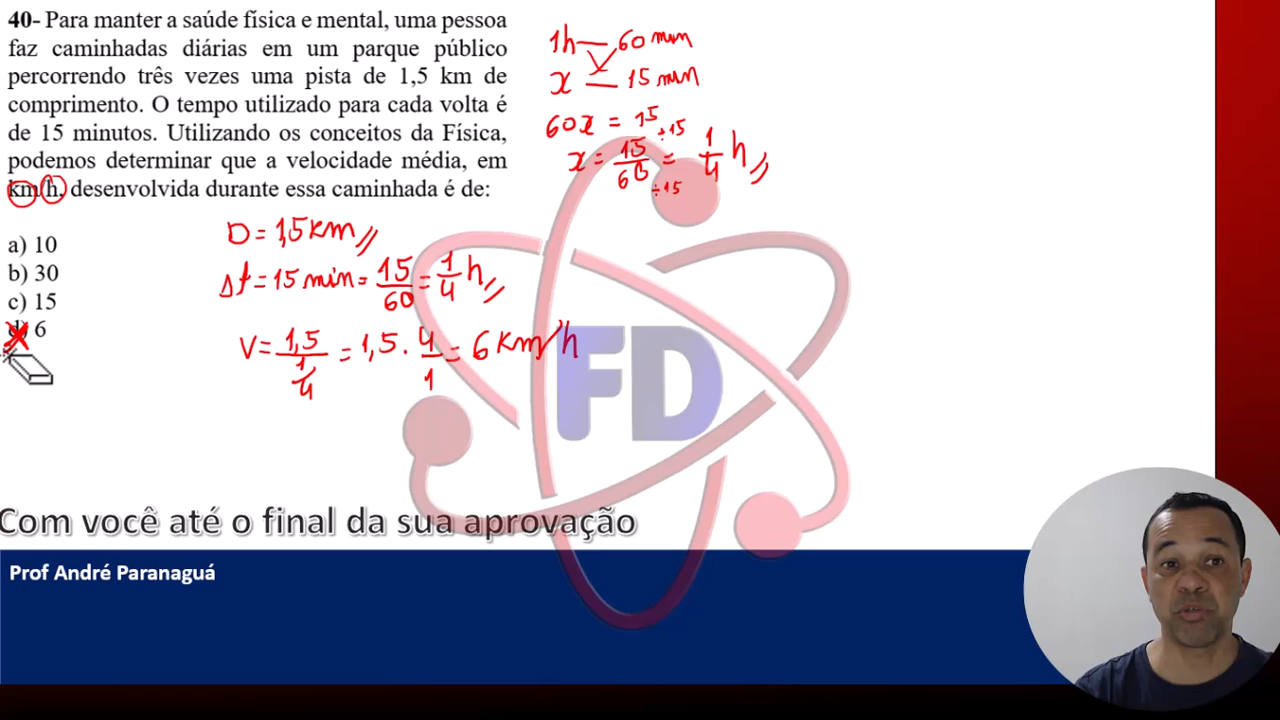 40- Para manter a saúde física e mental, uma pessoa
faz caminhadas diárias em um parque público
percorrendo três vezes uma pista de 1,5 km de
comprimento. O tempo utilizado para cada volta é
de 15 minutos. Utilizando os conceitos da Física,
podemos determinar que a velocidade média, em
km/h, desenvolvida durante essa caminhada é de:
a) 10
b) 30
c) 15
d) 6
1h — 60 min
x — 15 min
60x = 15
x = 15/60 = 1/4 h
÷15
÷15
D = 1,5 km
Δt = 15 min = 15/60 = 1/4 h
V = 1,5/(1/4) = 1,5 . 4/1 = 6 km/h
FD
Com você até o final da sua aprovação
Prof André Paranaguá